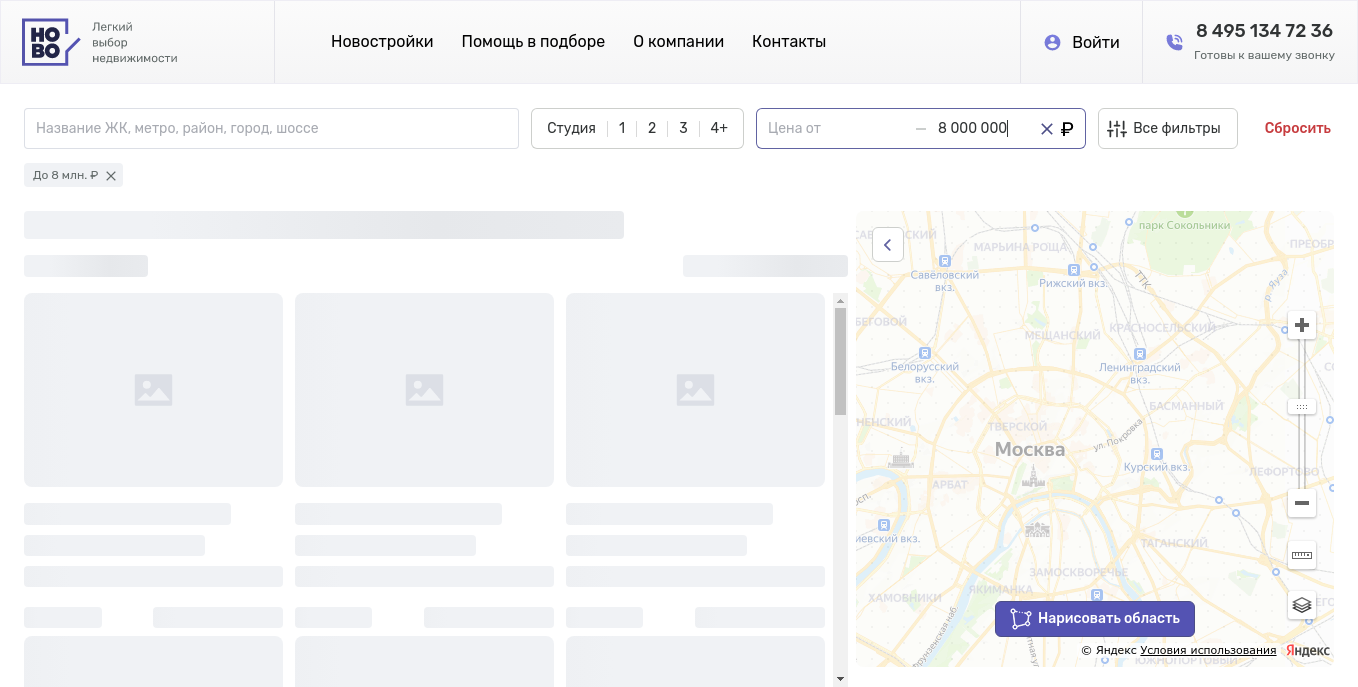 НО
ВО
Легкий
выбор
недвижимости
Новостройки
Помощь в подборе
О компании
Контакты
Войти
8 495 134 72 36
Готовы к вашему звонку
Название ЖК, метро, район, город, шоссе
Студия 1 2 3 4+
Цена от — 8 000 000 ₽
Все фильтры
Сбросить
До 8 млн. ₽
парк Сокольники
МАРЬИНА РОЩА
ПРЕОБР
Савеловский
вкз.
Рижский вкз.
ТТК
р. Яуза
БЕГОВОЙ
МЕЩАНСКИЙ
КРАСНОСЕЛЬСКИЙ
Белорусский
вкз.
Ленинградский
вкз.
БАСМАННЫЙ
НЕНСКИЙ
ТВЕРСКОЙ
ул. Покровка
Москва
Курский вкз.
ЛЕФОРТОВО
АРБАТ
иевский вкз.
ТАГАНСКИЙ
ЗАМОСКВОРЕЧЬЕ
ХАМОВНИКИ
ЯКИМАНКА
Нарисовать область
© Яндекс Условия использования
Яндекс
ЮЖНОПОРТОВЫЙ